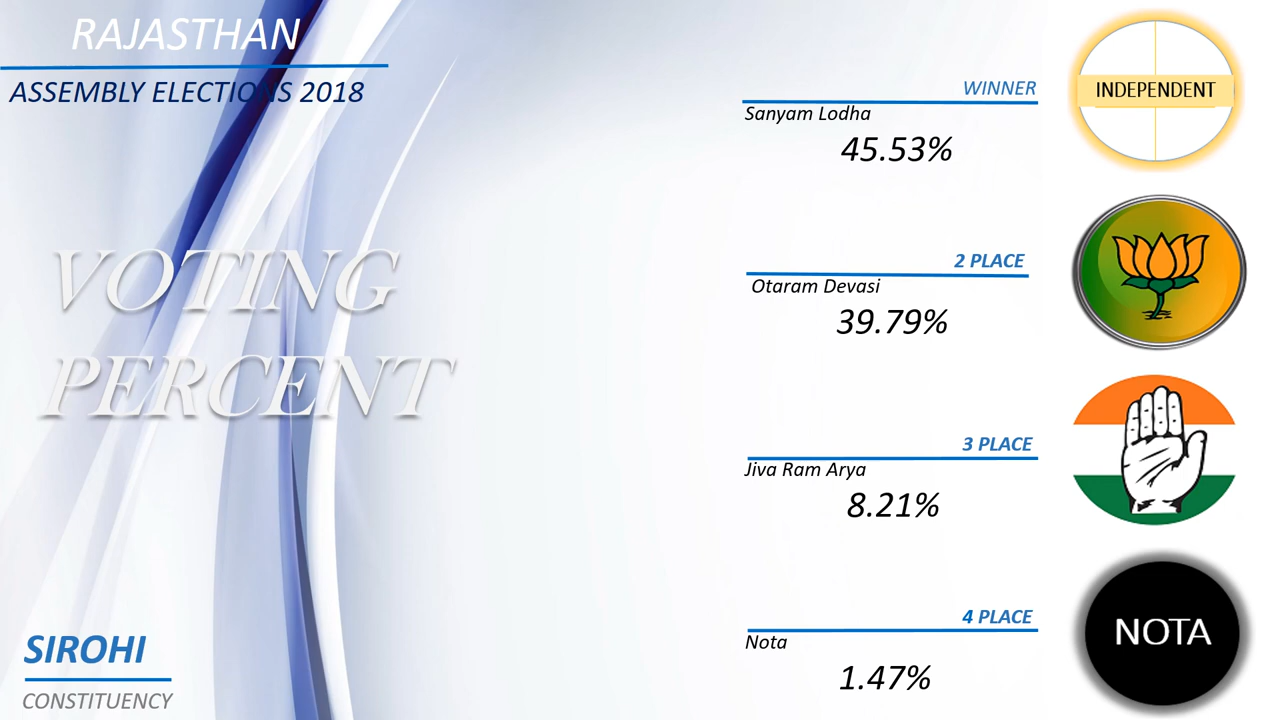 RAJASTHAN
ASSEMBLY ELECTIONS 2018
VOTING
PERCENT
SIROHI
CONSTITUENCY
WINNER
Sanyam Lodha
45.53%
INDEPENDENT
2 PLACE
Otaram Devasi
39.79%
3 PLACE
Jiva Ram Arya
8.21%
4 PLACE
Nota
1.47%
NOTA